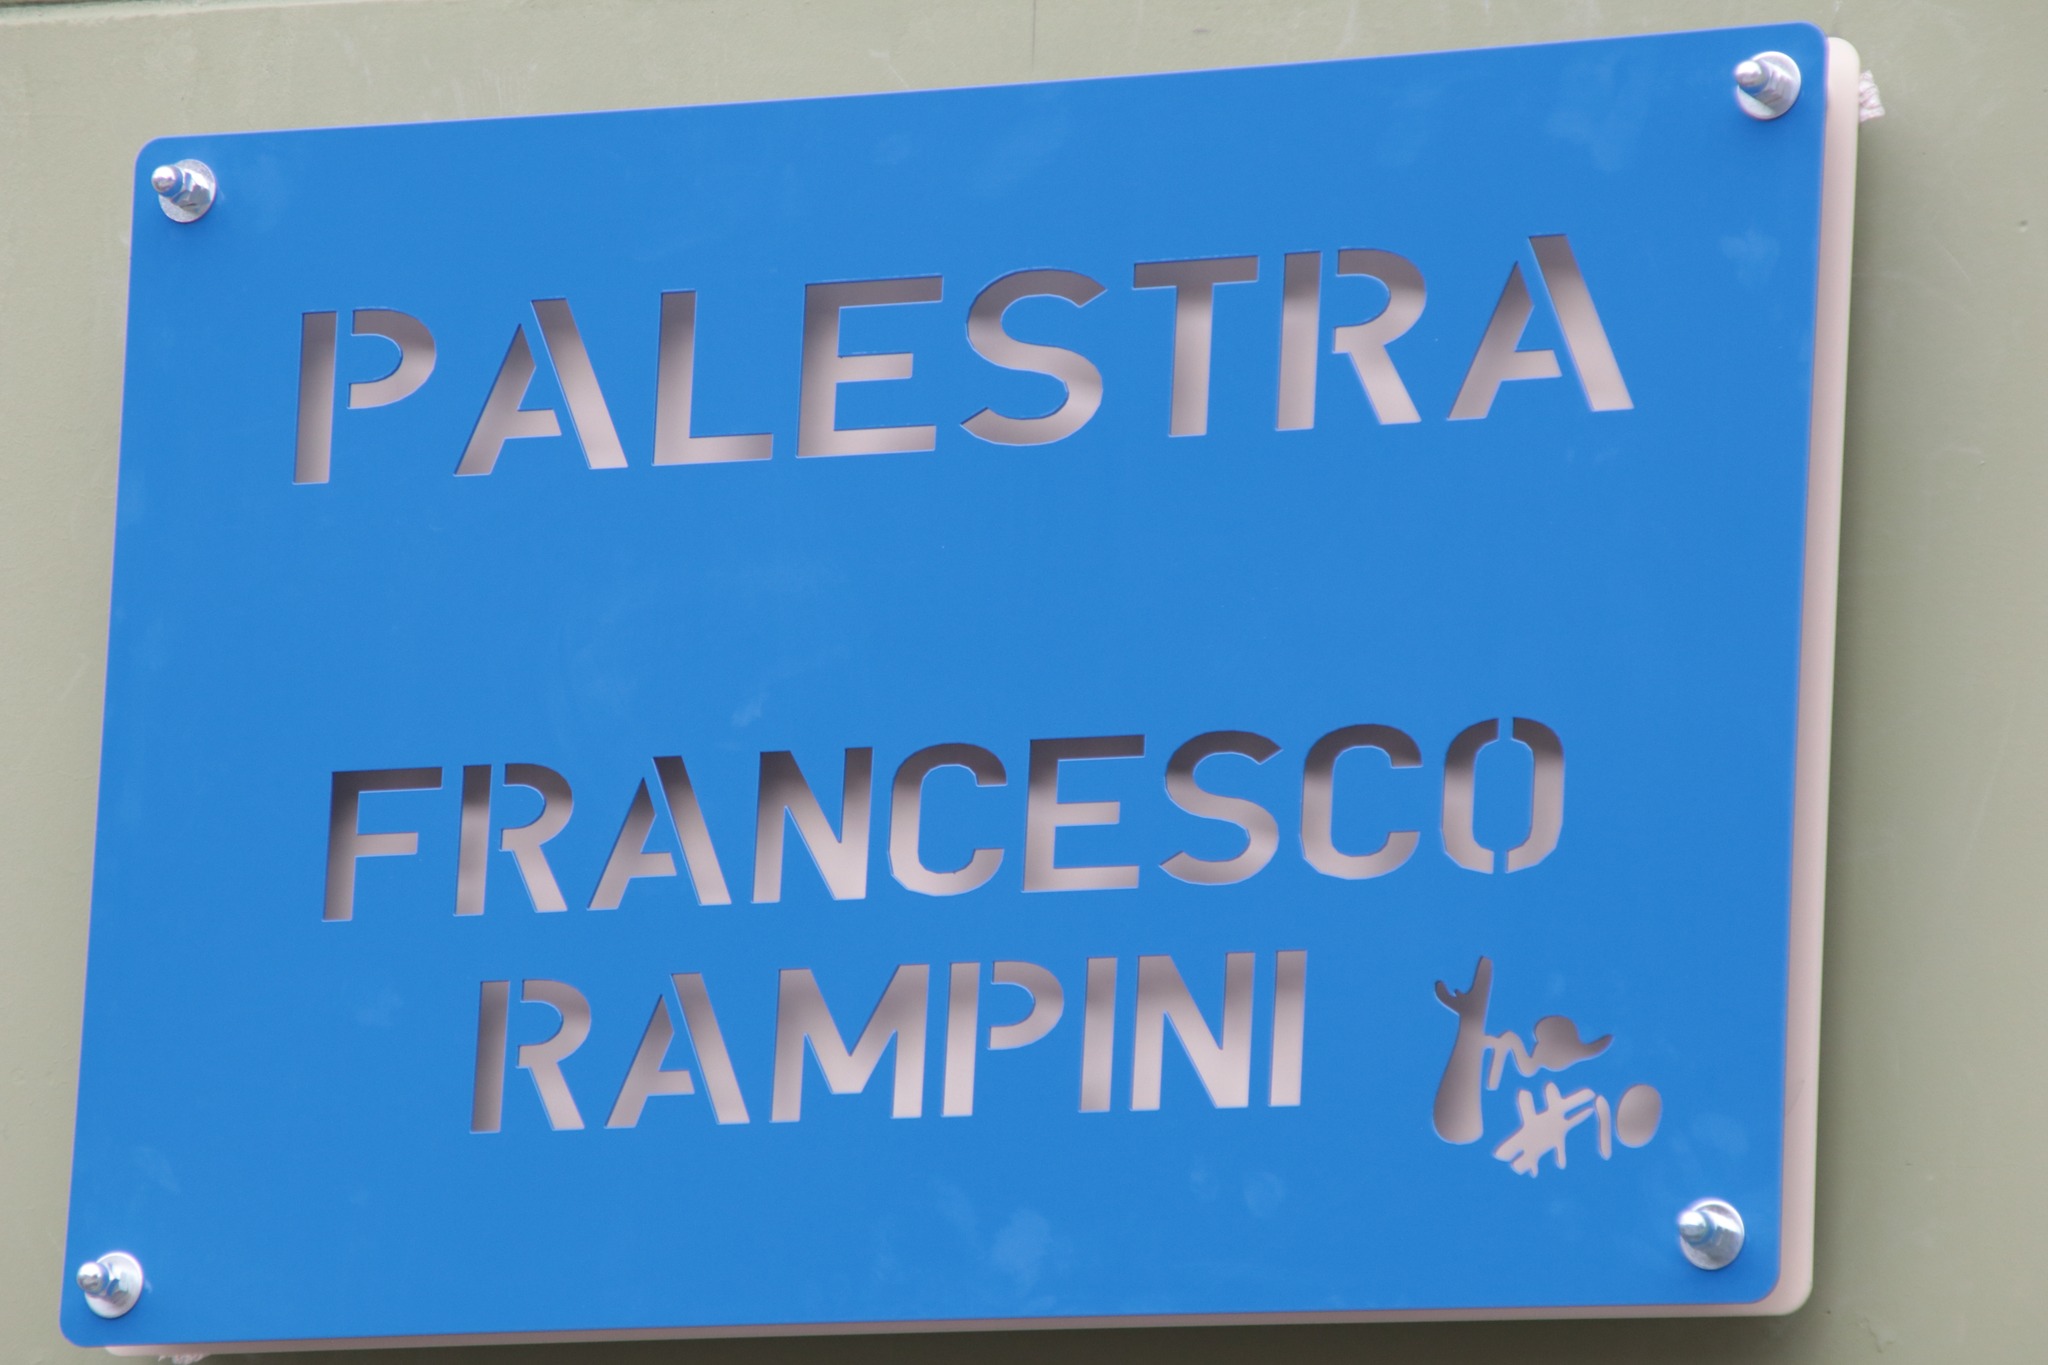 PALESTRA
FRANCESCO
RAMPINI
#10